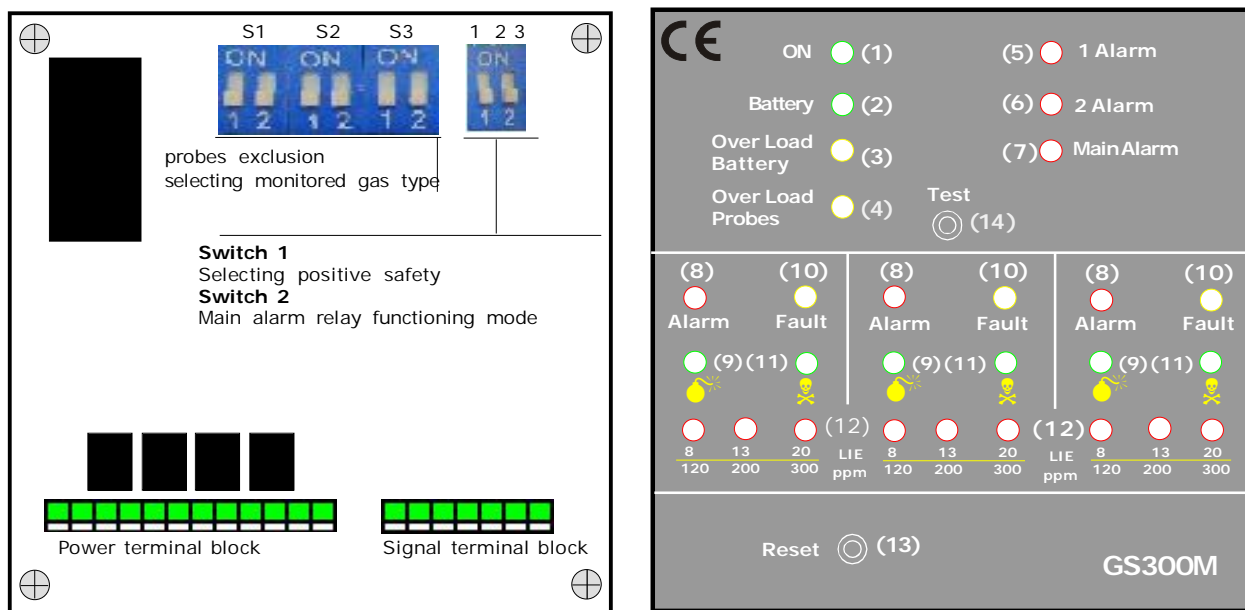 S1 S2 S3 1 2 3
ON ON ON ON
1 2 1 2 1 2 1 2
probes exclusion
selecting monitored gas type
Switch 1
Selecting positive safety
Switch 2
Main alarm relay functioning mode
Power terminal block
Signal terminal block
CE
ON (1)
(5) 1 Alarm
Battery (2)
(6) 2 Alarm
Over Load
Battery (3)
(7) Main Alarm
Over Load
Probes (4)
Test
(14)
(8) (10) (8) (10) (8) (10)
Alarm Fault Alarm Fault Alarm Fault
(9) (11) (9) (11) (9) (11)
(12) (12)
8 13 20 LIE 8 13 20 LIE 8 13 20
120 200 300 ppm 120 200 300 ppm 120 200 300
Reset (13)
GS300M